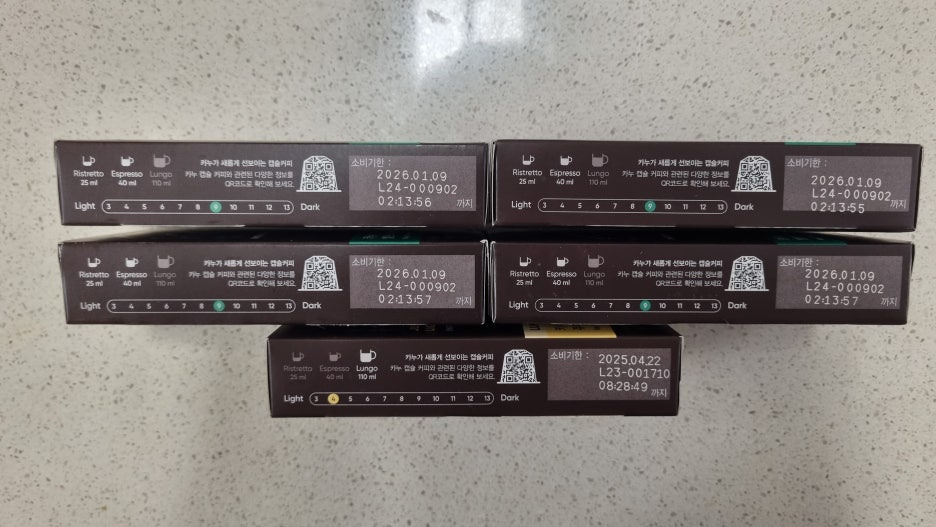 Ristretto Espresso Lungo
25 ml 40 ml 110 ml
카누가 새롭게 선보이는 캡슐커피
카누 캡슐 커피와 관련된 다양한 정보를
QR코드로 확인해 보세요.
Light 3 4 5 6 7 8 9 10 11 12 13 Dark
소비기한 :
2026.01.09
L24-000902
02:13:56 까지
Ristretto Espresso Lungo
25 ml 40 ml 110 ml
카누가 새롭게 선보이는 캡슐커피
카누 캡슐 커피와 관련된 다양한 정보를
QR코드로 확인해 보세요.
Light 3 4 5 6 7 8 9 10 11 12 13 Dark
소비기한 :
2026.01.09
L24-000902
02:13:55 까지
Ristretto Espresso Lungo
25 ml 40 ml 110 ml
카누가 새롭게 선보이는 캡슐커피
카누 캡슐 커피와 관련된 다양한 정보를
QR코드로 확인해 보세요.
Light 3 4 5 6 7 8 9 10 11 12 13 Dark
소비기한 :
2026.01.09
L24-000902
02:13:57 까지
Ristretto Espresso Lungo
25 ml 40 ml 110 ml
카누가 새롭게 선보이는 캡슐커피
카누 캡슐 커피와 관련된 다양한 정보를
QR코드로 확인해 보세요.
Light 3 4 5 6 7 8 9 10 11 12 13 Dark
소비기한 :
2026.01.09
L24-000902
02:13:57 까지
Ristretto Espresso Lungo
25 ml 40 ml 110 ml
카누가 새롭게 선보이는 캡슐커피
카누 캡슐 커피와 관련된 다양한 정보를
QR코드로 확인해 보세요.
Light 3 4 5 6 7 8 9 10 11 12 13 Dark
소비기한 :
2025.04.22
L23-001710
08:28:49 까지